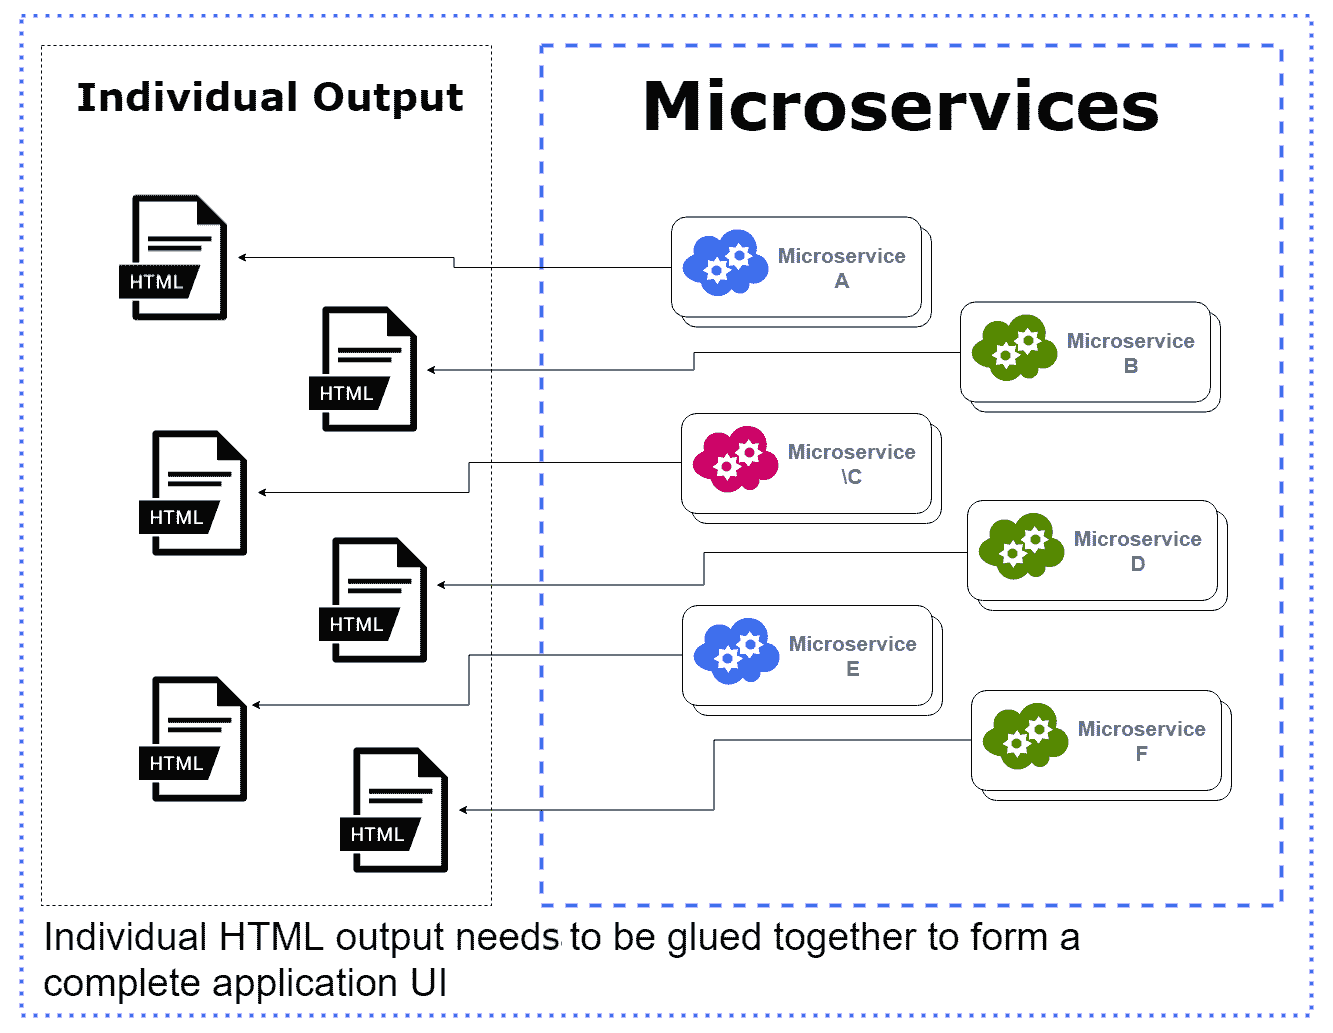 Individual Output
Microservices
HTML
Microservice
A
HTML
Microservice
B
HTML
Microservice
\C
HTML
Microservice
D
HTML
Microservice
E
HTML
Microservice
F
Individual HTML output needs to be glued together to form a
complete application UI